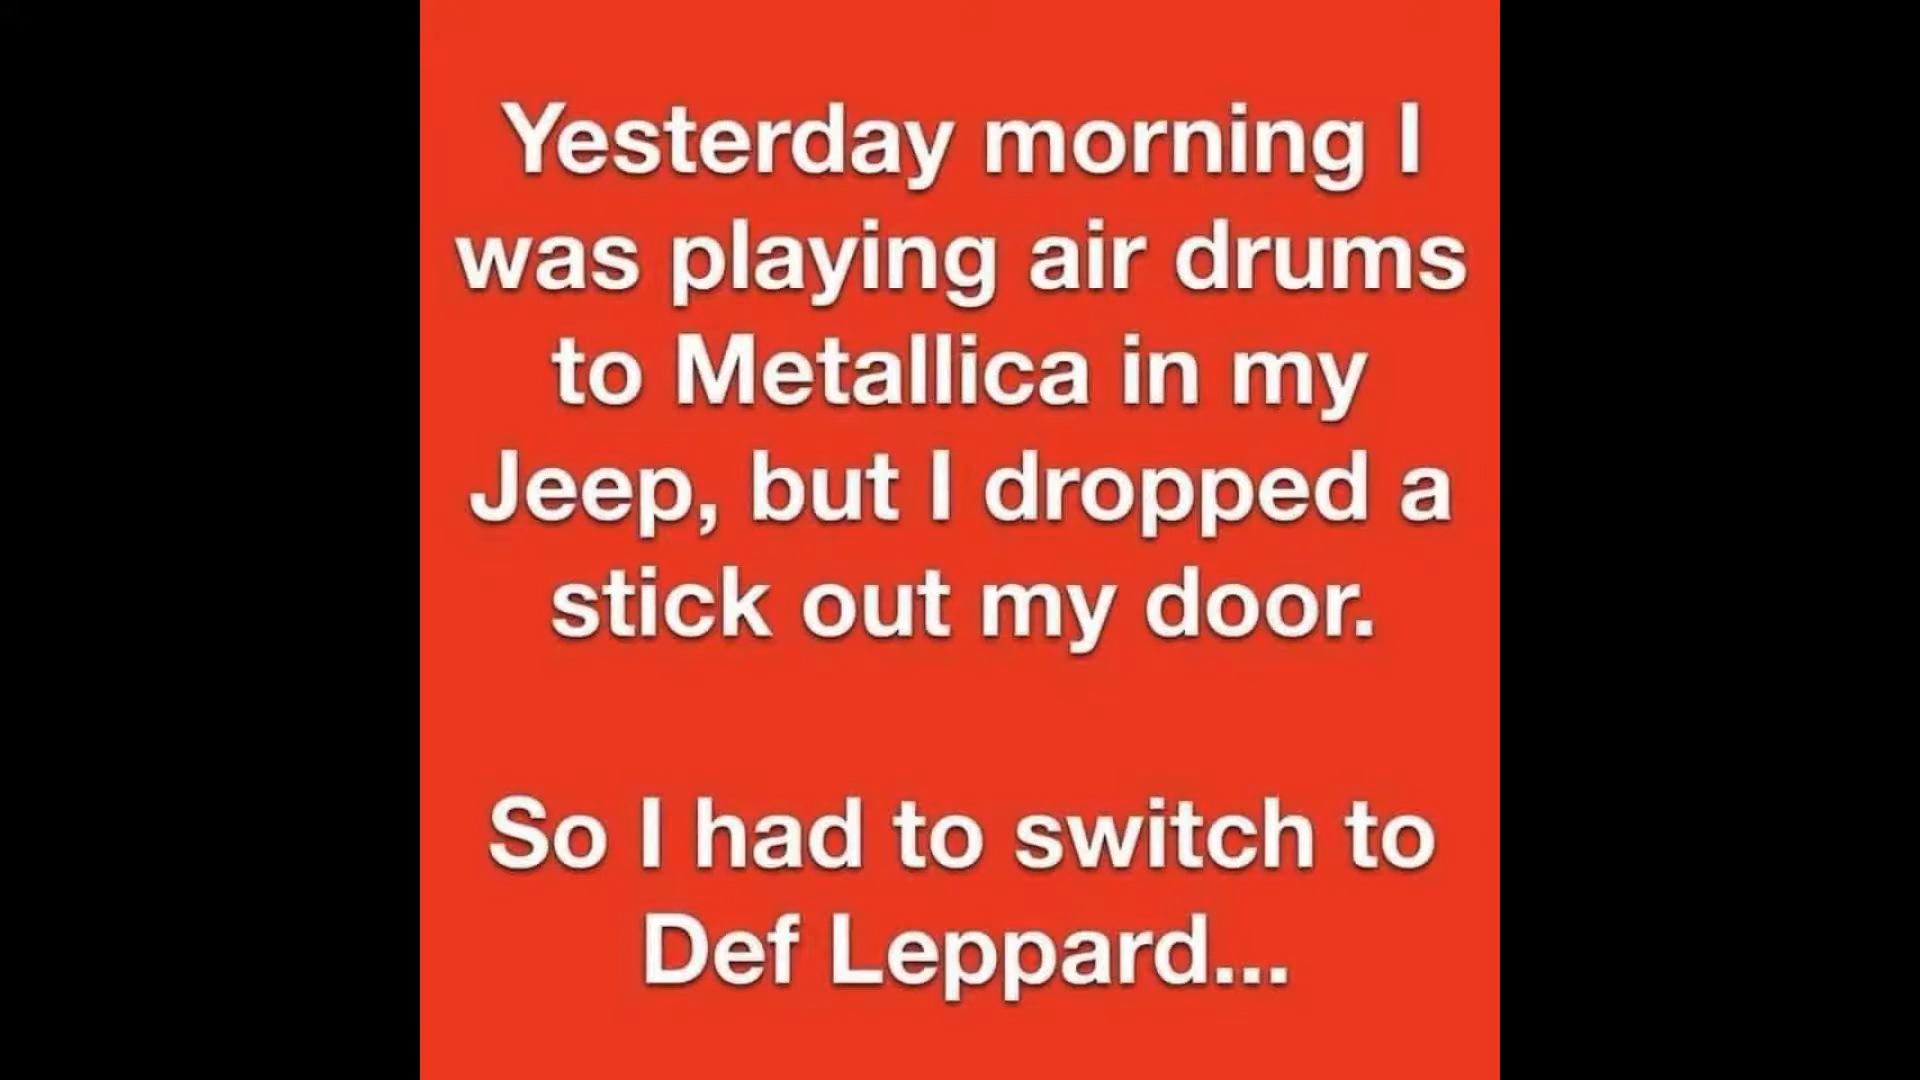 Yesterday morning I
was playing air drums
to Metallica in my
Jeep, but I dropped a
stick out my door.
So I had to switch to
Def Leppard...